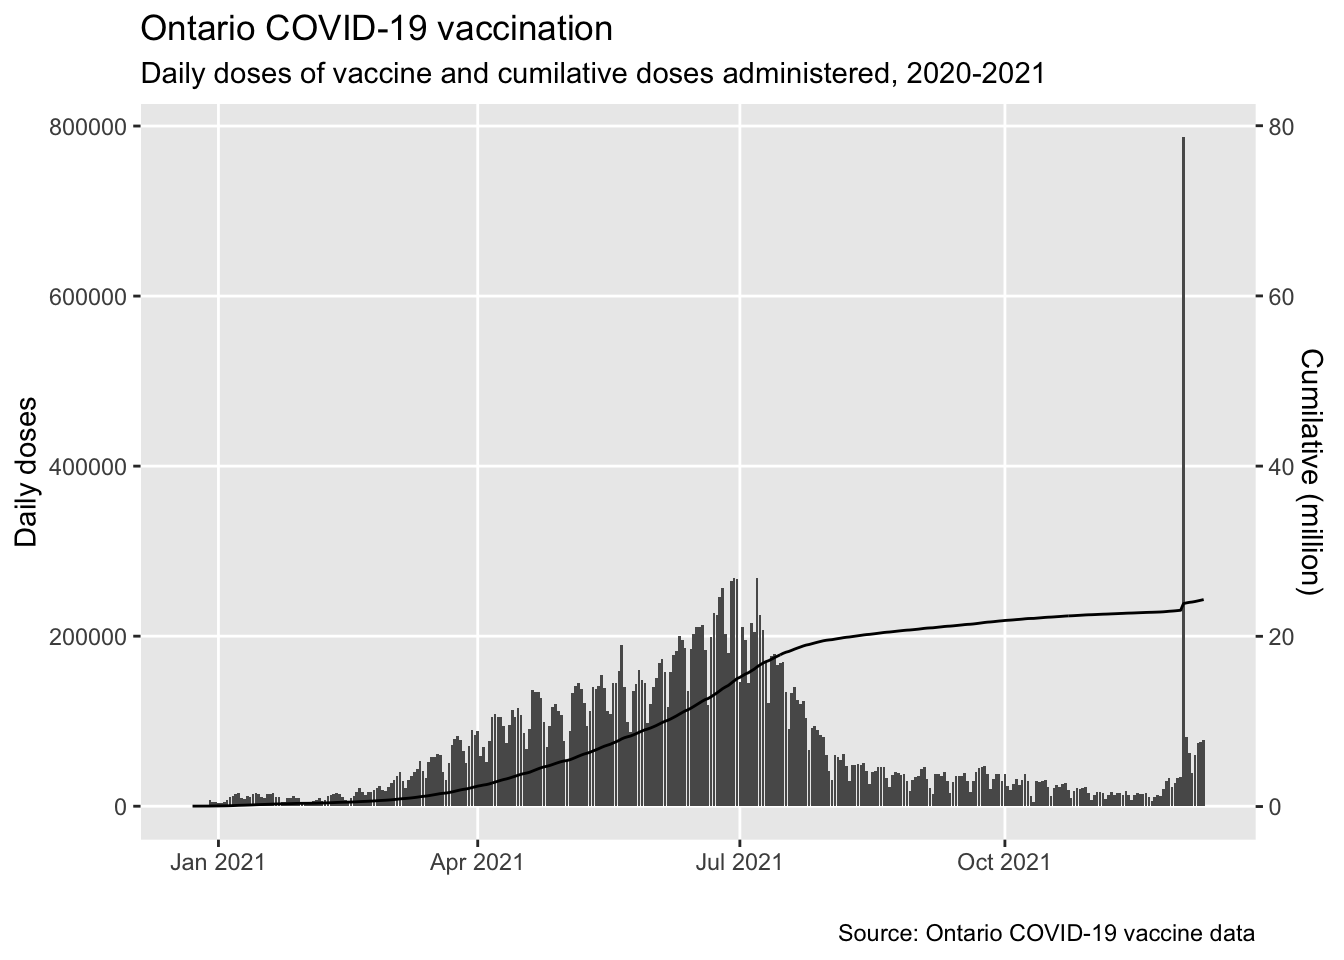 Ontario COVID-19 vaccination
Daily doses of vaccine and cumilative doses administered, 2020-2021
800000
600000
400000
200000
0
Daily doses
80
60
40
20
0
Cumilative (million)
Jan 2021
Apr 2021
Jul 2021
Oct 2021
Source: Ontario COVID-19 vaccine data